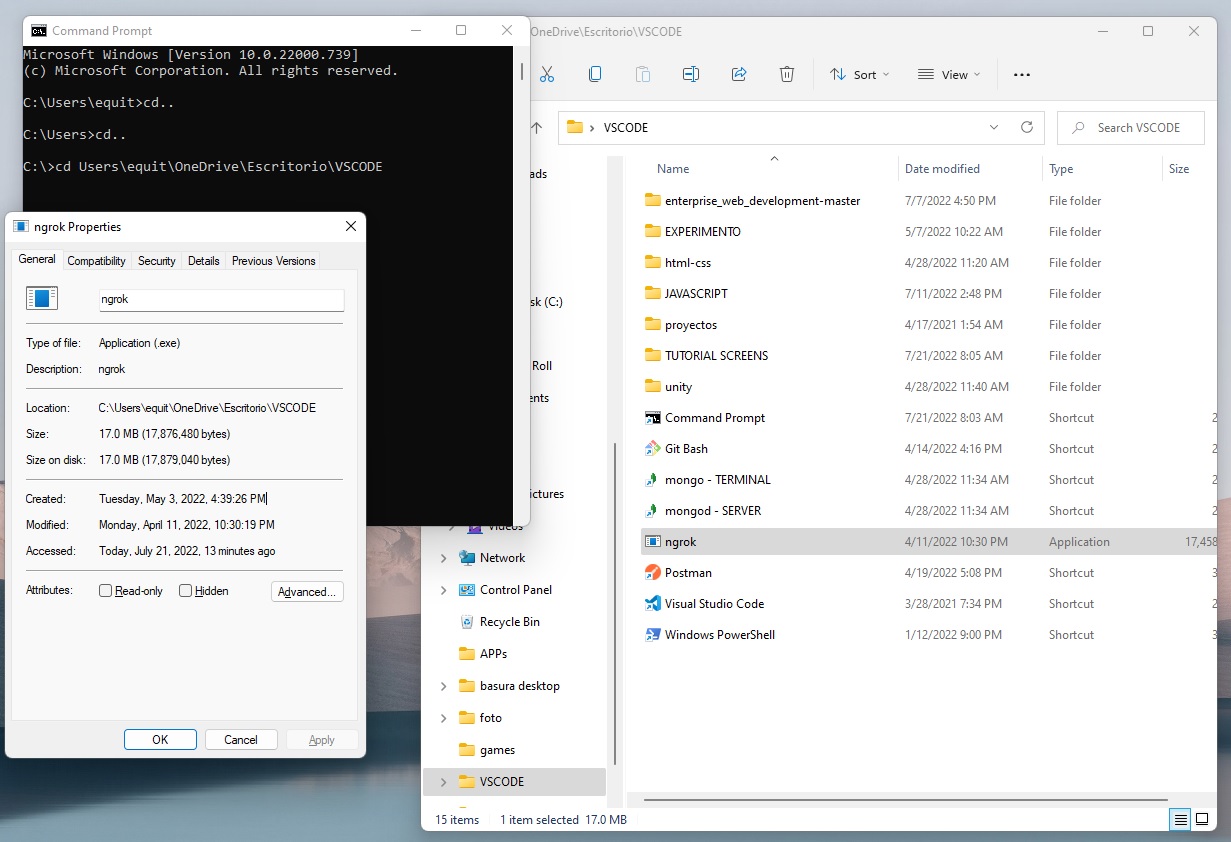 Command Prompt
Microsoft Windows [Version 10.0.22000.739]
(c) Microsoft Corporation. All rights reserved.
C:\Users\equit>cd..
C:\Users>cd..
C:\>cd Users\equit\OneDrive\Escritorio\VSCODE
ngrok Properties
General Compatibility Security Details Previous Versions
ngrok
Type of file: Application (.exe)
Description: ngrok
Location: C:\Users\equit\OneDrive\Escritorio\VSCODE
Size: 17.0 MB (17,876,480 bytes)
Size on disk: 17.0 MB (17,879,040 bytes)
Created: Tuesday, May 3, 2022, 4:39:26 PM
Modified: Monday, April 11, 2022, 10:30:19 PM
Accessed: Today, July 21, 2022, 13 minutes ago
Attributes: Read-only Hidden Advanced...
OK Cancel Apply
OneDrive\Escritorio\VSCODE
Sort View
VSCODE Search VSCODE
ads
sk (C:)
Roll
ents
ictures
Videos
Network
Control Panel
Recycle Bin
APPs
basura desktop
foto
games
VSCODE
Name Date modified Type Size
enterprise_web_development-master 7/7/2022 4:50 PM File folder
EXPERIMENTO 5/7/2022 10:22 AM File folder
html-css 4/28/2022 11:20 AM File folder
JAVASCRIPT 7/11/2022 2:48 PM File folder
proyectos 4/17/2021 1:54 AM File folder
TUTORIAL SCREENS 7/21/2022 8:05 AM File folder
unity 4/28/2022 11:40 AM File folder
Command Prompt 7/21/2022 8:03 AM Shortcut 2
Git Bash 4/14/2022 4:16 PM Shortcut 2
mongo - TERMINAL 4/28/2022 11:34 AM Shortcut 2
mongod - SERVER 4/28/2022 11:34 AM Shortcut 2
ngrok 4/11/2022 10:30 PM Application 17,458
Postman 4/19/2022 5:08 PM Shortcut 3
Visual Studio Code 3/28/2021 7:34 PM Shortcut 2
Windows PowerShell 1/12/2022 9:00 PM Shortcut 3
15 items 1 item selected 17.0 MB